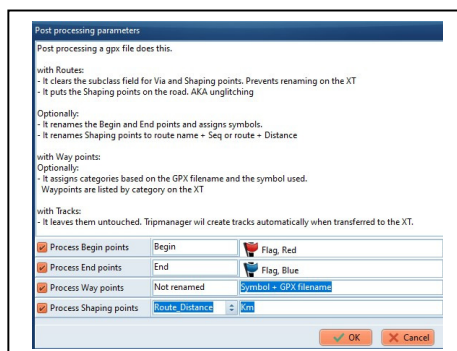 Post processing parameters
Post processing a gpx file does this.
with Routes:
- It clears the subclass field for Via and Shaping points. Prevents renaming on the XT
- It puts the Shaping points on the road. AKA unglitching
Optionally:
- It renames the Begin and End points and assigns symbols.
- It renames Shaping points to route name + Seq or route + Distance
with Way points:
Optionally:
- It assigns categories based on the GPX filename and the symbol used.
Waypoints are listed by category on the XT
with Tracks:
- It leaves them untouched. Tripmanager wil create tracks automatically when transferred to the XT.
Process Begin points Begin Flag, Red
Process End points End Flag, Blue
Process Way points Not renamed Symbol + GPX filename
Process Shaping points Route_Distance Km
OK Cancel